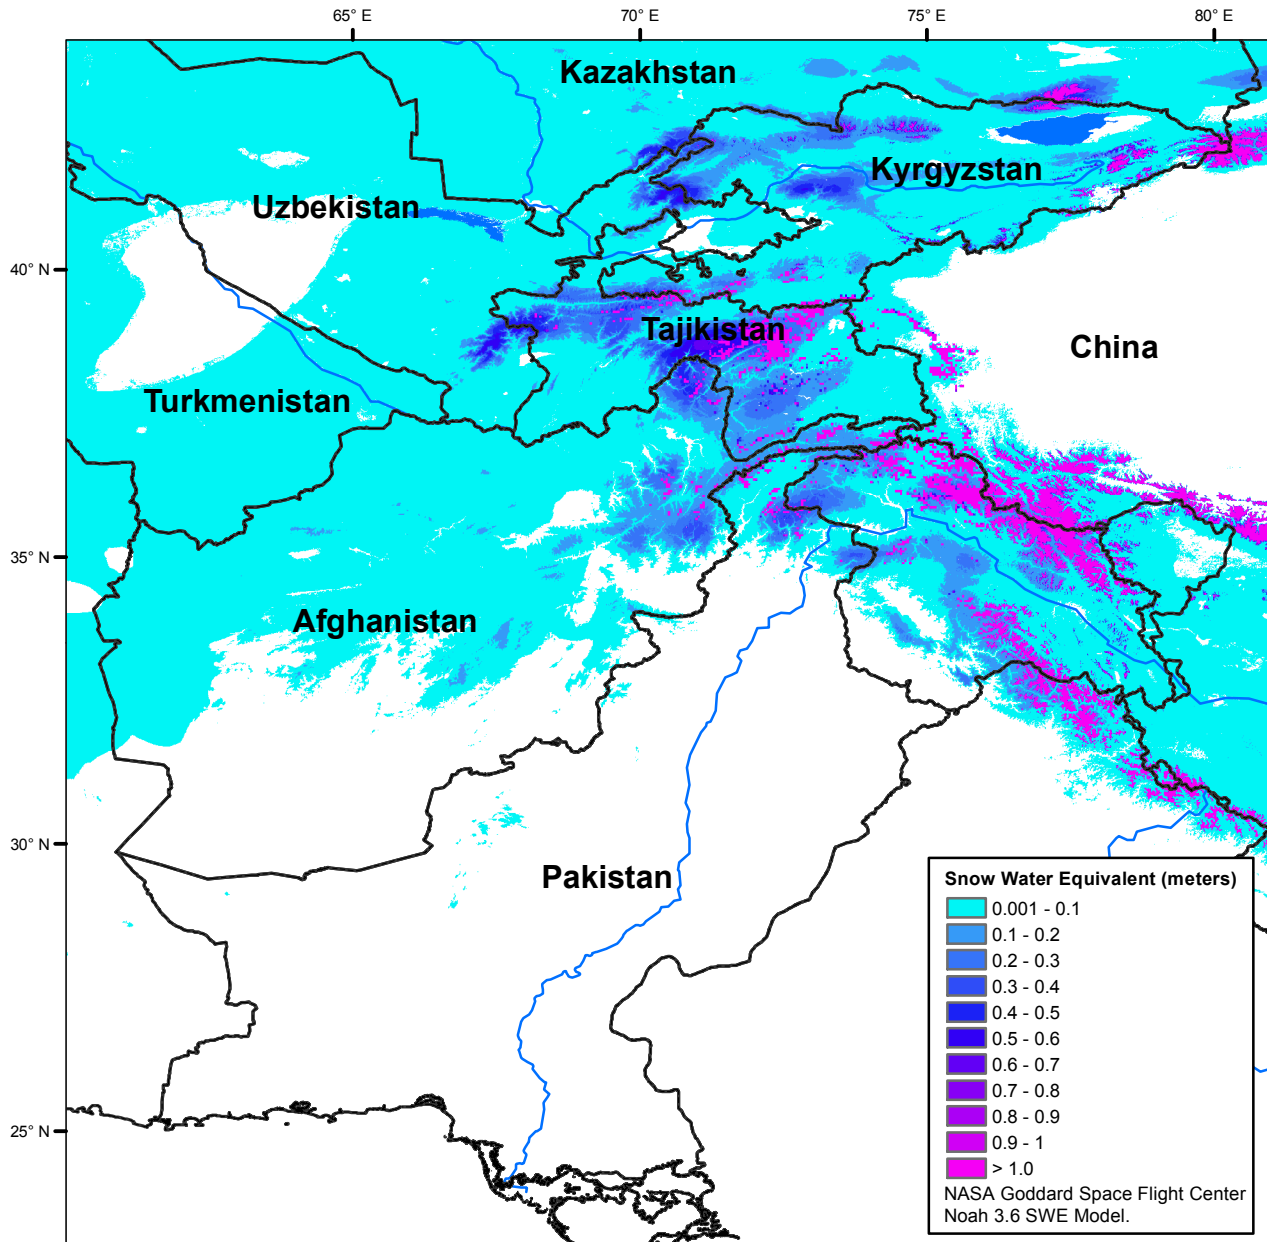 65° E
70° E
75° E
80° E
Kazakhstan
Kyrgyzstan
Uzbekistan
40° N
Tajikistan
China
Turkmenistan
35° N
Afghanistan
30° N
Pakistan
25° N
Snow Water Equivalent (meters)
0.001 - 0.1
0.1 - 0.2
0.2 - 0.3
0.3 - 0.4
0.4 - 0.5
0.5 - 0.6
0.6 - 0.7
0.7 - 0.8
0.8 - 0.9
0.9 - 1
> 1.0
NASA Goddard Space Flight Center
Noah 3.6 SWE Model.